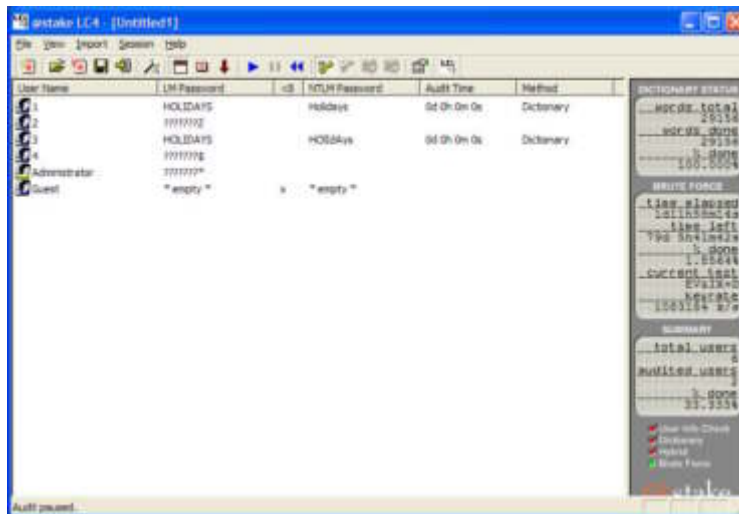 @stake LC4 - [Untitled1]
File View Import Session Help
User Name LM Password <8 NTLM Password Audit Time Method
1 HOLIDAYS Holidays 0d 0h 0m 0s Dictionary
2 ???????Z
3 HOLIDAYS 0d 0h 0m 0s Dictionary
4
Administrator ???????*
Guest * empty * x * empty *
DICTIONARY STATUS
words total
29156
words done
29156
% done
100.000%
BRUTE FORCE
time elapsed
time left
% done
current test
keyrate
SUMMARY
total users
6
audited users
2
% done
33.333%
User Info Check
Dictionary
Hybrid
Brute Force
@stake
Audit paused.